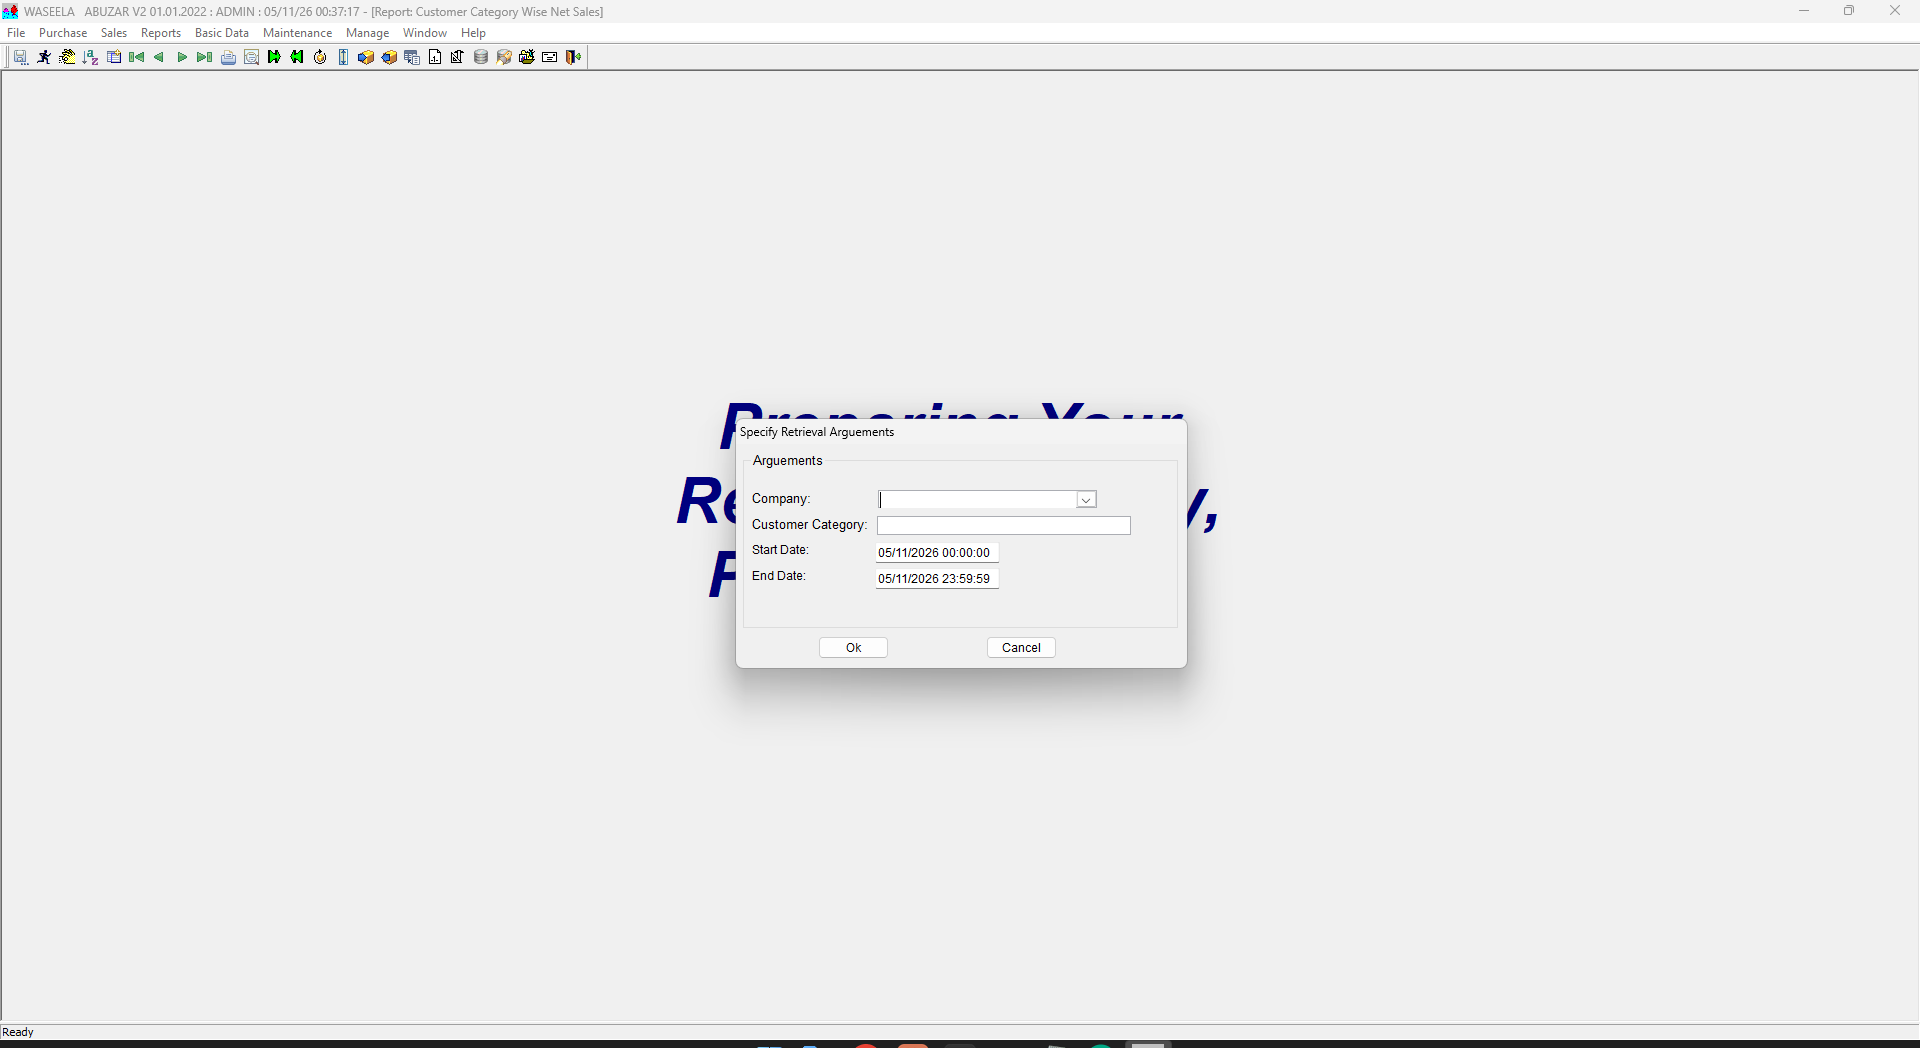 WASEELA   ABUZAR V2 01.01.2022 : ADMIN : 05/11/26 00:37:17 - [Report: Customer Category Wise Net Sales]
File Purchase Sales Reports Basic Data Maintenance Manage Window Help
Preparing Your
Specify Retrieval Arguements
Arguements
Company:
Customer Category:
Start Date: 05/11/2026 00:00:00
End Date: 05/11/2026 23:59:59
Ok Cancel
Ready